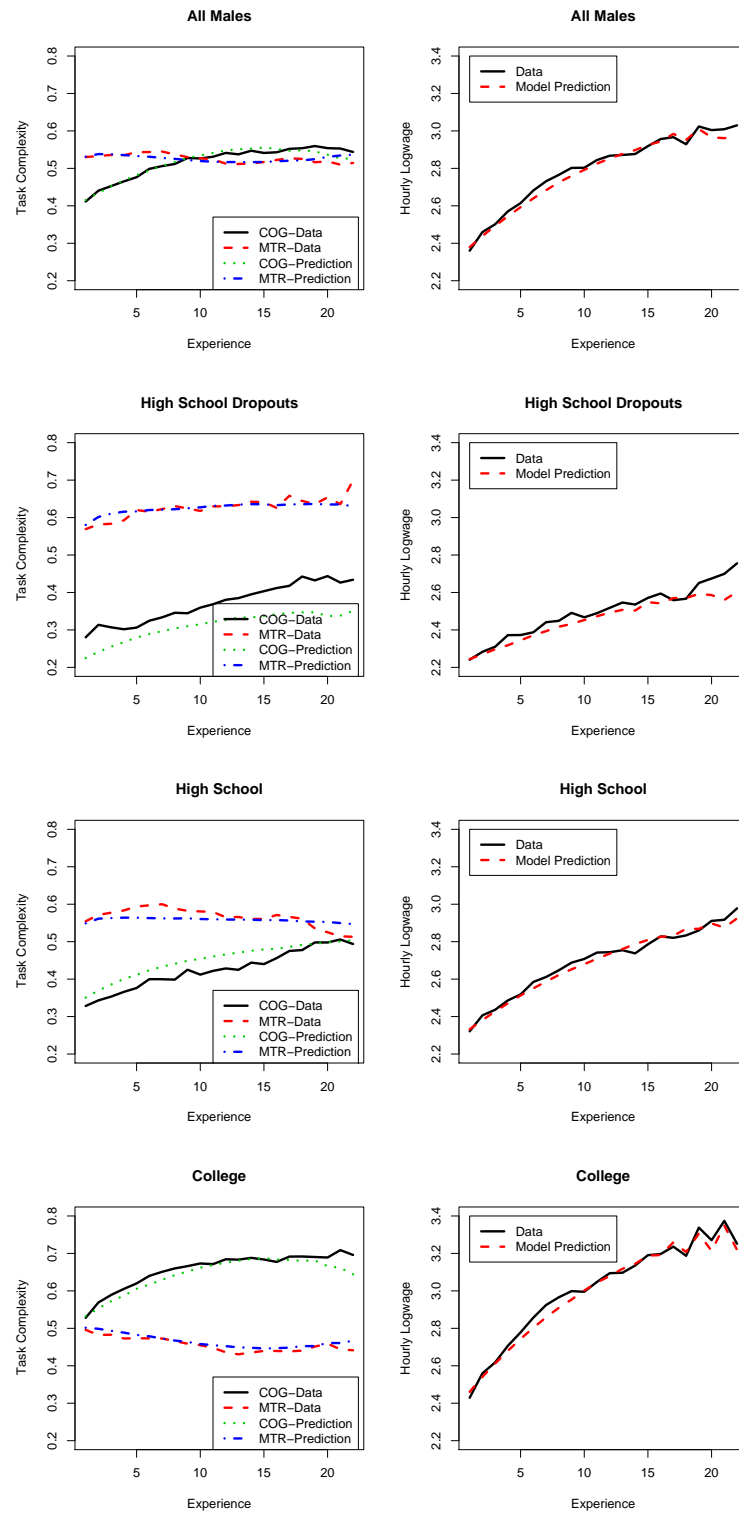 All Males
Task Complexity
0.2 0.3 0.4 0.5 0.6 0.7 0.8
COG−Data
MTR−Data
COG−Prediction
MTR−Prediction
5 10 15 20
Experience
All Males
Hourly Logwage
2.2 2.4 2.6 2.8 3.0 3.2 3.4
Data
Model Prediction
5 10 15 20
Experience
High School Dropouts
Task Complexity
0.2 0.3 0.4 0.5 0.6 0.7 0.8
COG−Data
MTR−Data
COG−Prediction
MTR−Prediction
5 10 15 20
Experience
High School Dropouts
Hourly Logwage
2.2 2.4 2.6 2.8 3.0 3.2 3.4
Data
Model Prediction
5 10 15 20
Experience
High School
Task Complexity
0.2 0.3 0.4 0.5 0.6 0.7 0.8
COG−Data
MTR−Data
COG−Prediction
MTR−Prediction
5 10 15 20
Experience
High School
Hourly Logwage
2.2 2.4 2.6 2.8 3.0 3.2 3.4
Data
Model Prediction
5 10 15 20
Experience
College
Task Complexity
0.2 0.3 0.4 0.5 0.6 0.7 0.8
COG−Data
MTR−Data
COG−Prediction
MTR−Prediction
5 10 15 20
Experience
College
Hourly Logwage
2.2 2.4 2.6 2.8 3.0 3.2 3.4
Data
Model Prediction
5 10 15 20
Experience